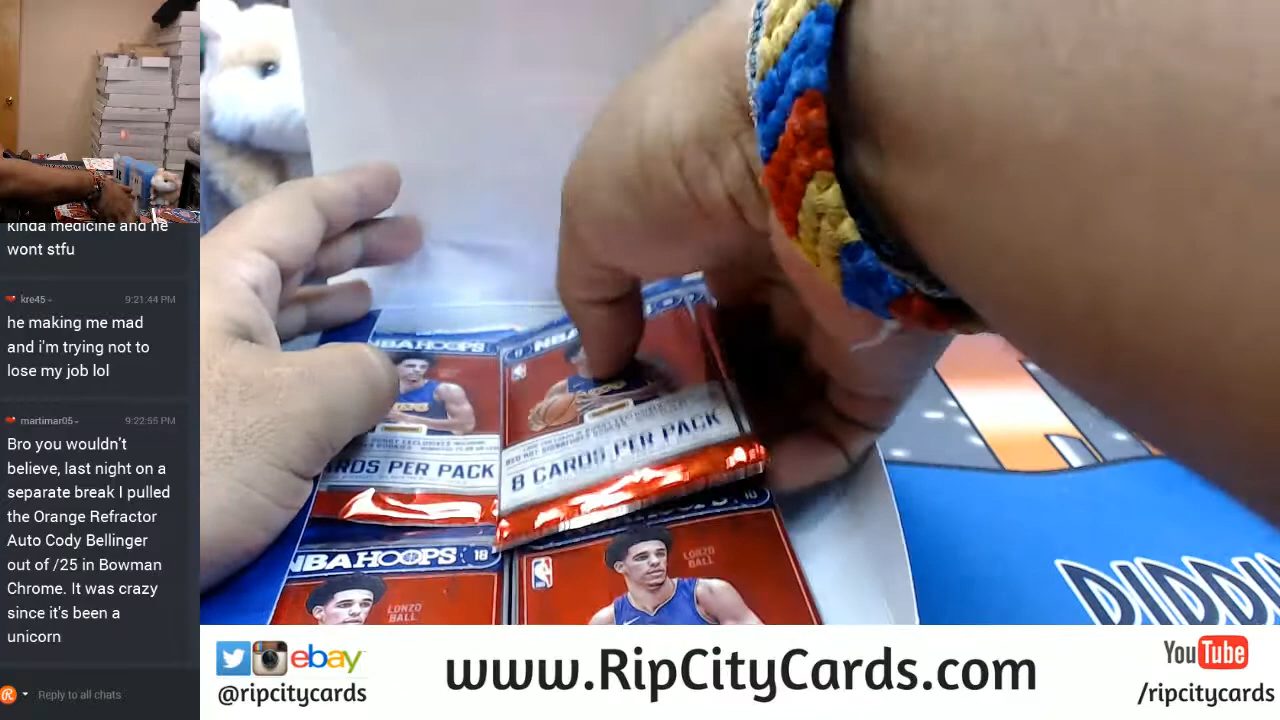 kinda medicine and he
wont stfu
kre45
9:21:44 PM
he making me mad
and i'm trying not to
lose my job lol
martimar05
9:22:55 PM
Bro you wouldn't
believe, last night on a
separate break I pulled
the Orange Refractor
Auto Cody Bellinger
out of /25 in Bowman
Chrome. It was crazy
since it's been a
unicorn
Reply to all chats
NBA HOOPS
CARDS PER PACK
8 CARDS PER PACK
NBA HOOPS 18
LONZO
BALL
18
LONZO
BALL
ebay
@ripcitycards
www.RipCityCards.com
YouTube
/ripcitycards